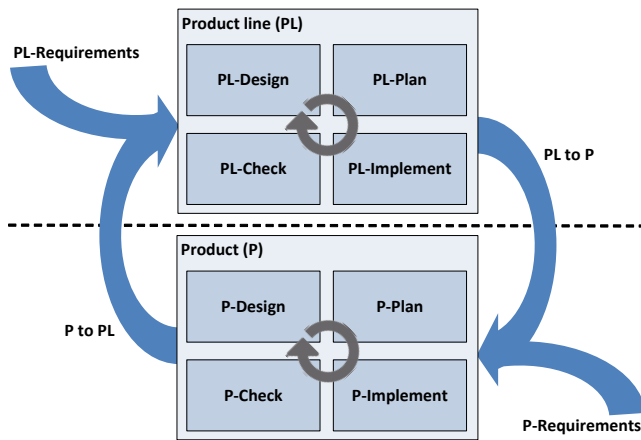 Product line (PL)
PL-Requirements
PL-Design
PL-Plan
PL-Check
PL-Implement
PL to P
Product (P)
P-Design
P-Plan
P to PL
P-Check
P-Implement
P-Requirements